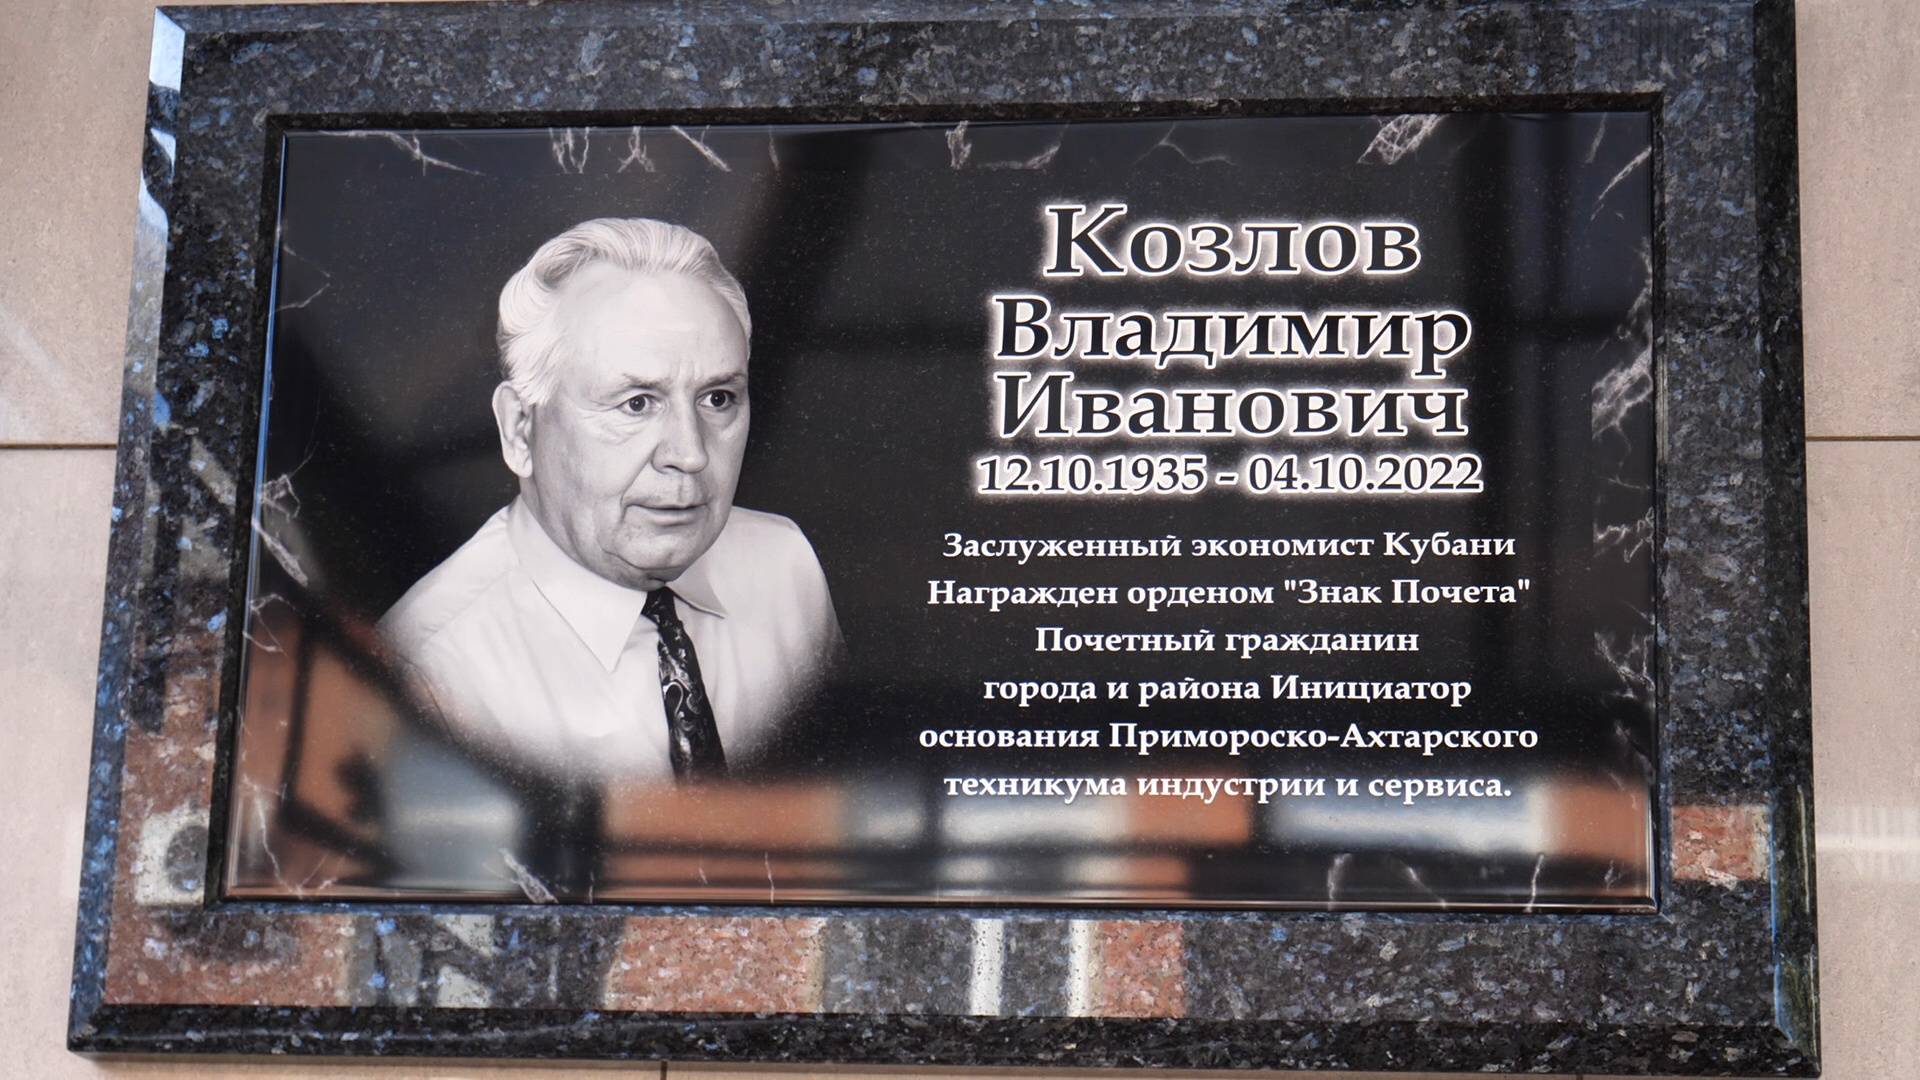 Козлов
Владимир
Иванович
12.10.1935 - 04.10.2022
Заслуженный экономист Кубани
Награжден орденом "Знак Почета"
Почетный гражданин
города и района Инициатор
основания Примороско-Ахтарского
техникума индустрии и сервиса.